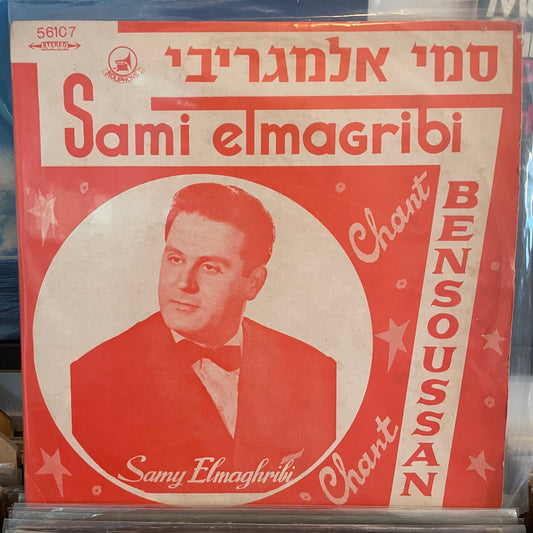 56107
STEREO
סמי אלמגריבי
Sami elmaGribi
Chant
BENSOUSSAN
Chant
Samy Elmaghribi